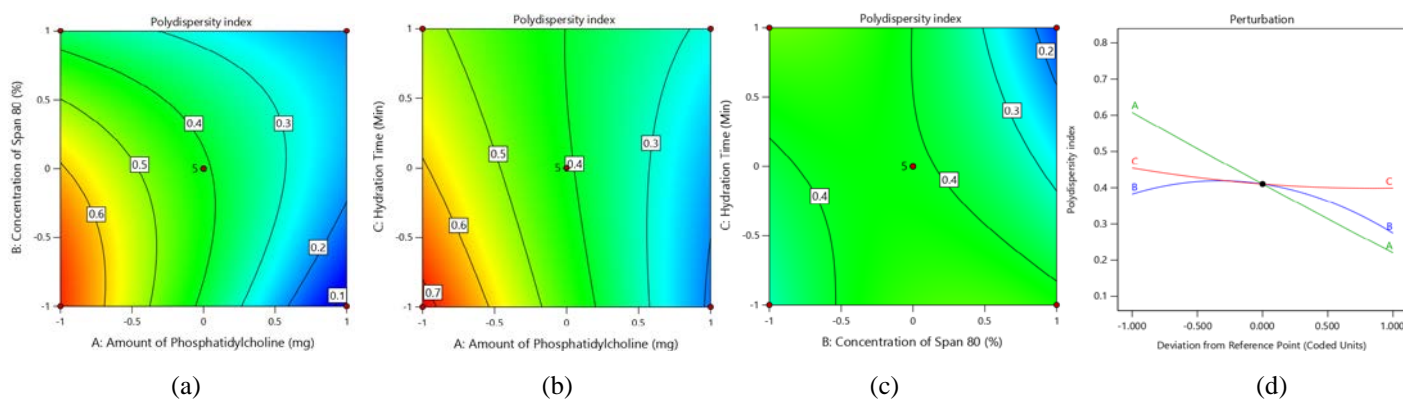 Polydispersity index
B: Concentration of Span 80 (%)
1
0.5
0
-0.5
-1
0.4
0.3
0.5
5
0.6
0.2
0.1
-1 -0.5 0 0.5 1
A: Amount of Phosphatidylcholine (mg)
(a)
Polydispersity index
C: Hydration Time (Min)
1
0.5
0
-0.5
-1
0.5
0.4
0.3
5
0.6
0.7
-1 -0.5 0 0.5 1
A: Amount of Phosphatidylcholine (mg)
(b)
Polydispersity index
C: Hydration Time (Min)
1
0.5
0
-0.5
-1
0.2
0.3
5
0.4
0.4
-1 -0.5 0 0.5 1
B: Concentration of Span 80 (%)
(c)
Perturbation
Polydispersity index
0.8
0.7
0.6
0.5
0.4
0.3
0.2
0.1
A
C
B
C
B
A
-1.000 -0.500 0.000 0.500 1.000
Deviation from Reference Point (Coded Units)
(d)